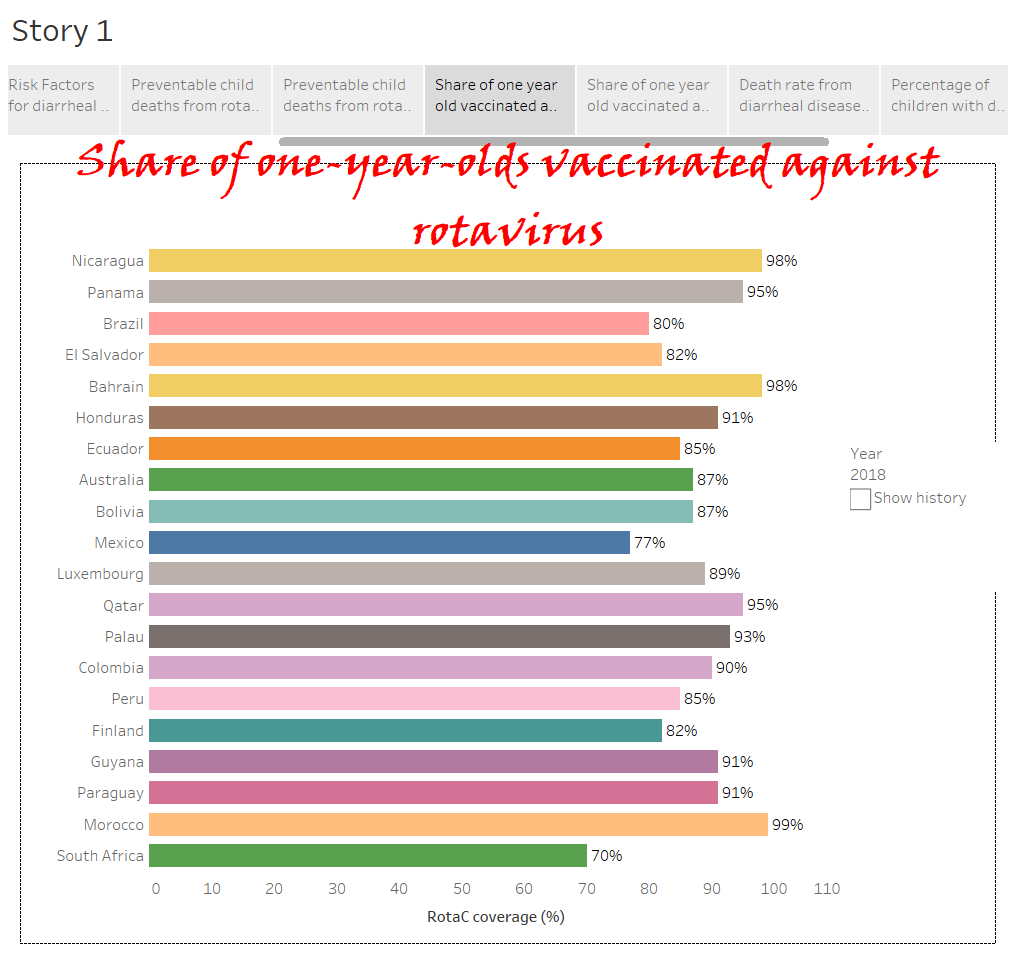 Story 1
Risk Factors
for diarrheal ..
Preventable child
deaths from rota..
Preventable child
deaths from rota..
Share of one year
old vaccinated a..
Share of one year
old vaccinated a..
Death rate from
diarrheal disease..
Percentage of
children with d..
Share of one-year-olds vaccinated against
rotavirus
Nicaragua 98%
Panama 95%
Brazil 80%
El Salvador 82%
Bahrain 98%
Honduras 91%
Ecuador 85%
Australia 87%
Bolivia 87%
Mexico 77%
Luxembourg 89%
Qatar 95%
Palau 93%
Colombia 90%
Peru 85%
Finland 82%
Guyana 91%
Paraguay 91%
Morocco 99%
South Africa 70%
0 10 20 30 40 50 60 70 80 90 100 110
RotaC coverage (%)
Year
2018
Show history